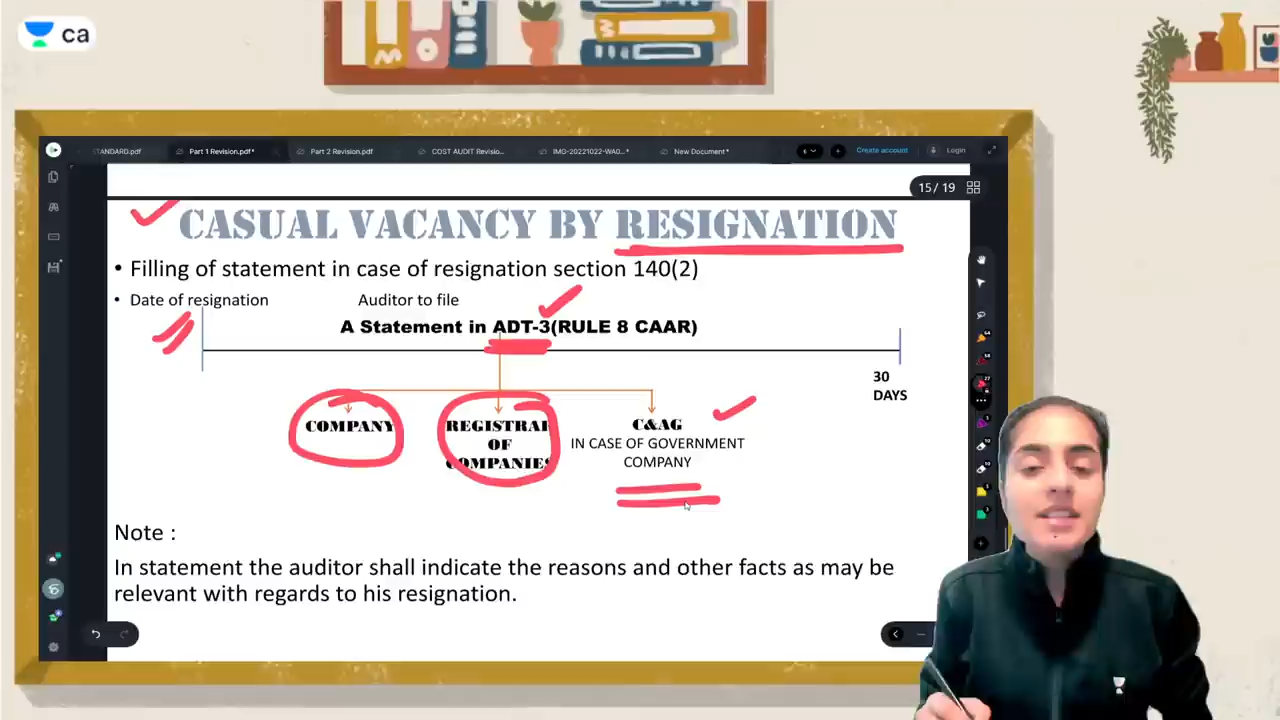 ca
STANDARD.pdf
Part 1 Revision.pdf*
Part 2 Revision.pdf
COST AUDIT Revisio...
IMO-20221022-WA0...*
New Document*
Create account
Login
15/ 19
CASUAL VACANCY BY RESIGNATION
• Filling of statement in case of resignation section 140(2)
• Date of resignation
Auditor to file
A Statement in ADT-3(RULE 8 CAAR)
30
DAYS
COMPANY
REGISTRAR
OF
COMPANIES
C&AG
IN CASE OF GOVERNMENT
COMPANY
Note :
In statement the auditor shall indicate the reasons and other facts as may be
relevant with regards to his resignation.